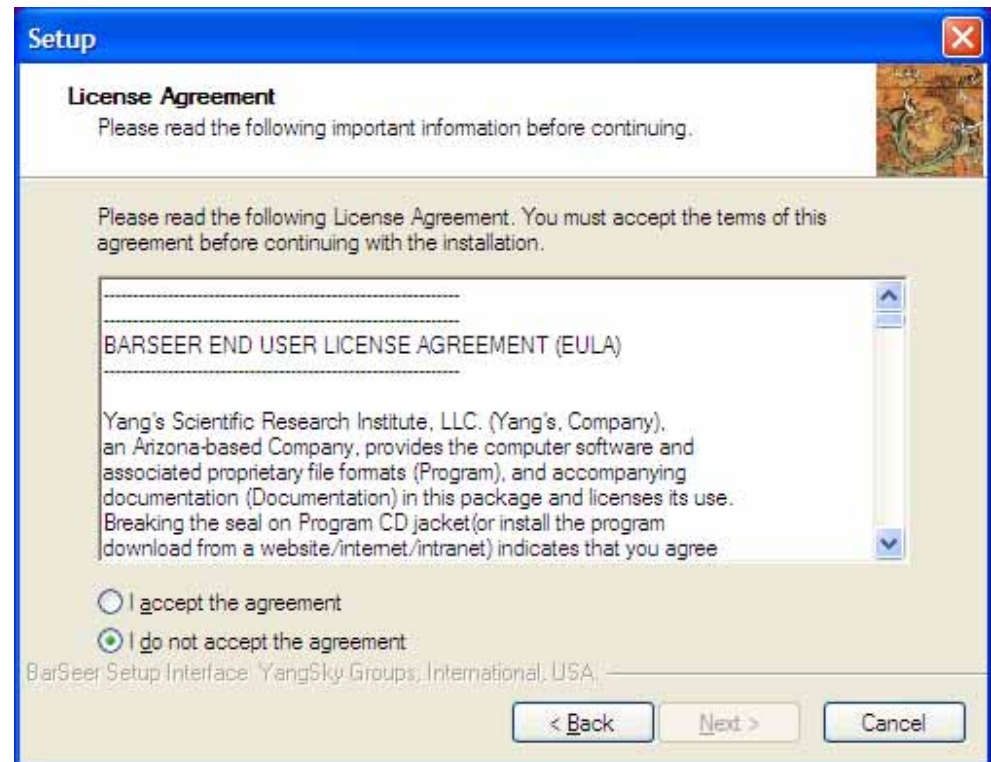 Setup
License Agreement
Please read the following important information before continuing.
Please read the following License Agreement. You must accept the terms of this
agreement before continuing with the installation.
------------------------------------------------------------
------------------------------------------------------------
BARSEER END USER LICENSE AGREEMENT (EULA)
------------------------------------------------------------
Yang's Scientific Research Institute, LLC. (Yang's, Company),
an Arizona-based Company, provides the computer software and
associated proprietary file formats (Program), and accompanying
documentation (Documentation) in this package and licenses its use.
Breaking the seal on Program CD jacket(or install the program
download from a website/internet/intranet) indicates that you agree
I accept the agreement
I do not accept the agreement
BarSeer Setup Interface. YangSky Groups, International, USA.
< Back
Next >
Cancel